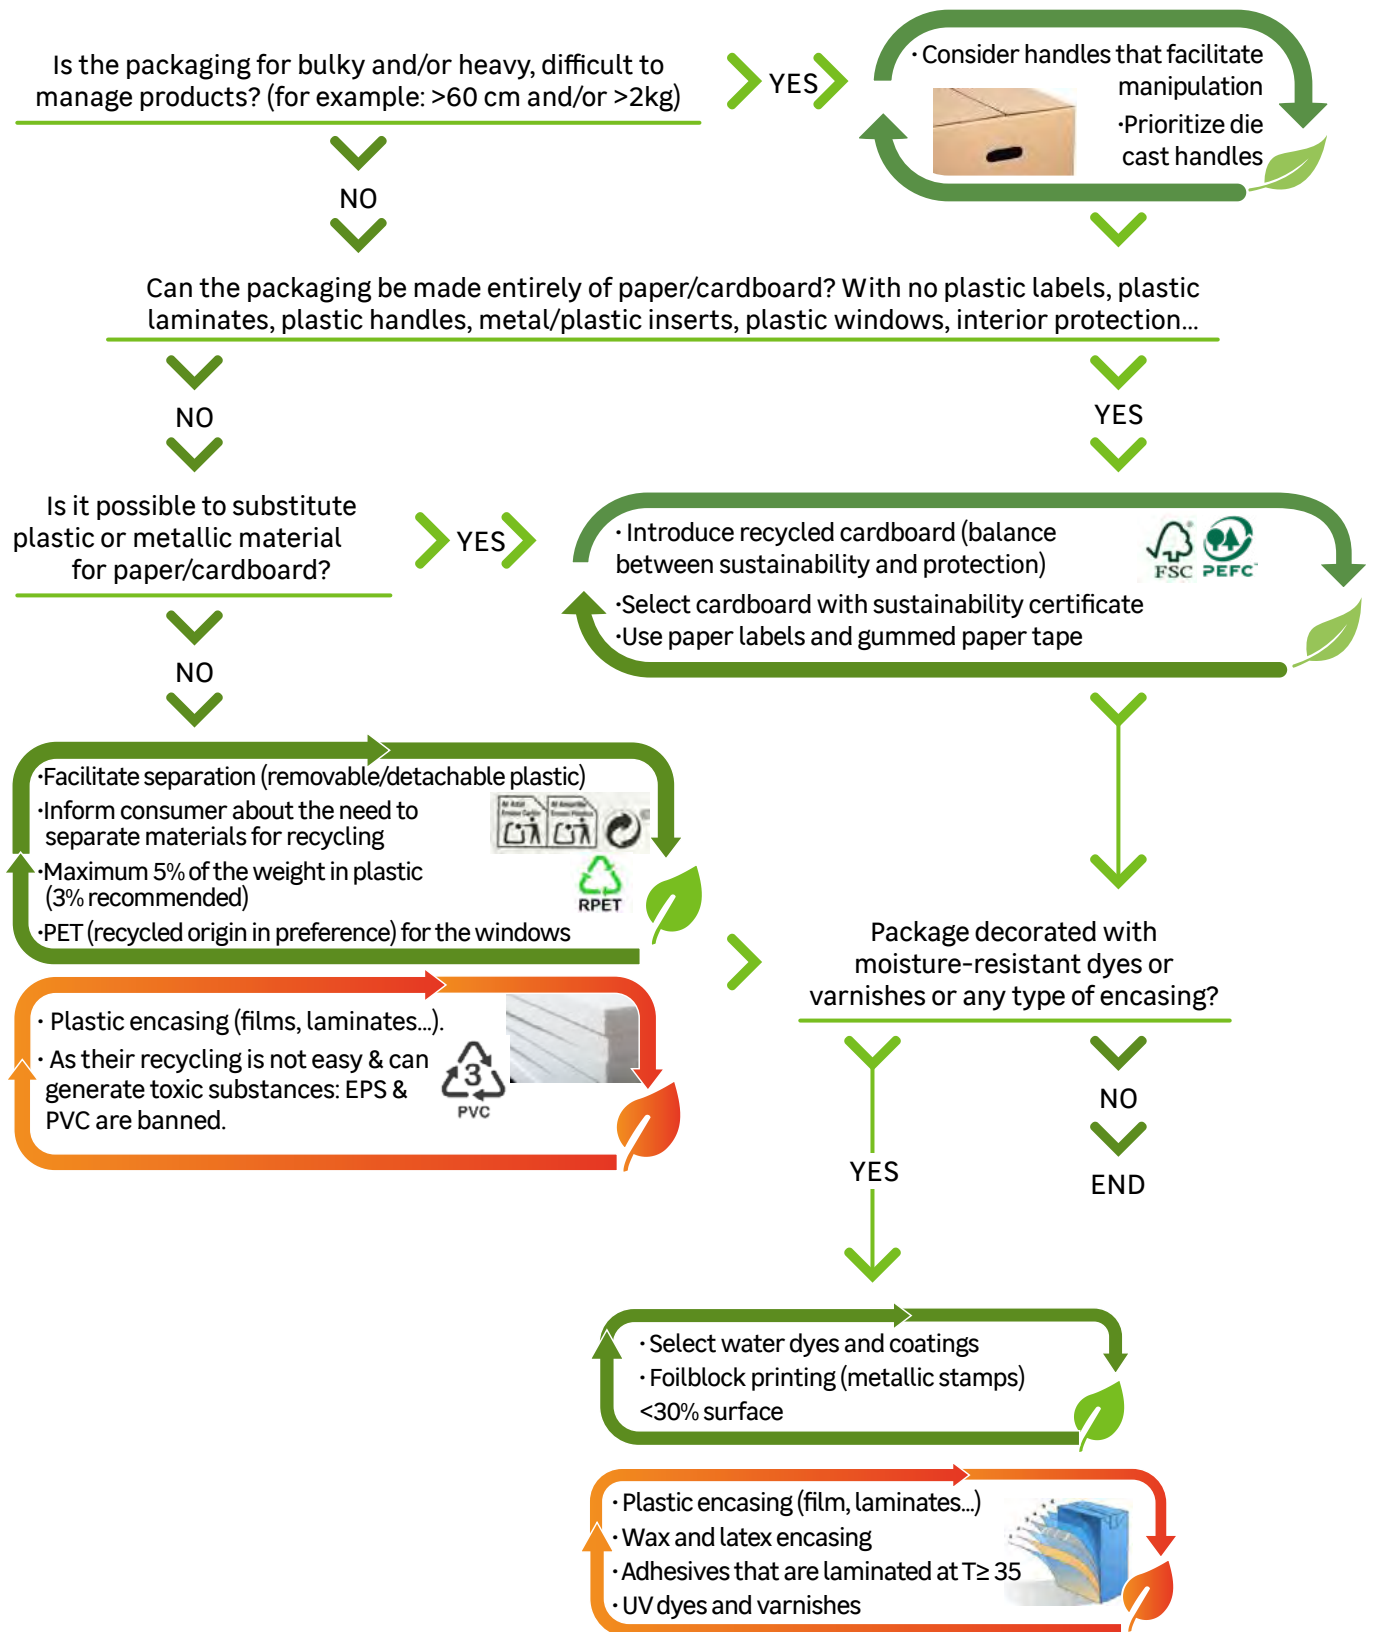 Is the packaging for bulky and/or heavy, difficult to
manage products? (for example: >60 cm and/or >2kg)
YES
· Consider handles that facilitate
manipulation
·Prioritize die
cast handles
NO
Can the packaging be made entirely of paper/cardboard? With no plastic labels, plastic
laminates, plastic handles, metal/plastic inserts, plastic windows, interior protection...
NO
YES
Is it possible to substitute
plastic or metallic material
for paper/cardboard?
YES
· Introduce recycled cardboard (balance
between sustainability and protection)
·Select cardboard with sustainability certificate
·Use paper labels and gummed paper tape
FSC
PEFC
NO
·Facilitate separation (removable/detachable plastic)
·Inform consumer about the need to
separate materials for recycling
·Maximum 5% of the weight in plastic
(3% recommended)
RPET
·PET (recycled origin in preference) for the windows
· Plastic encasing (films, laminates...).
· As their recycling is not easy & can
generate toxic substances: EPS &
PVC are banned.
3
PVC
Package decorated with
moisture-resistant dyes or
varnishes or any type of encasing?
NO
END
YES
· Select water dyes and coatings
· Foilblock printing (metallic stamps)
<30% surface
· Plastic encasing (film, laminates...)
· Wax and latex encasing
· Adhesives that are laminated at T≥ 35
· UV dyes and varnishes